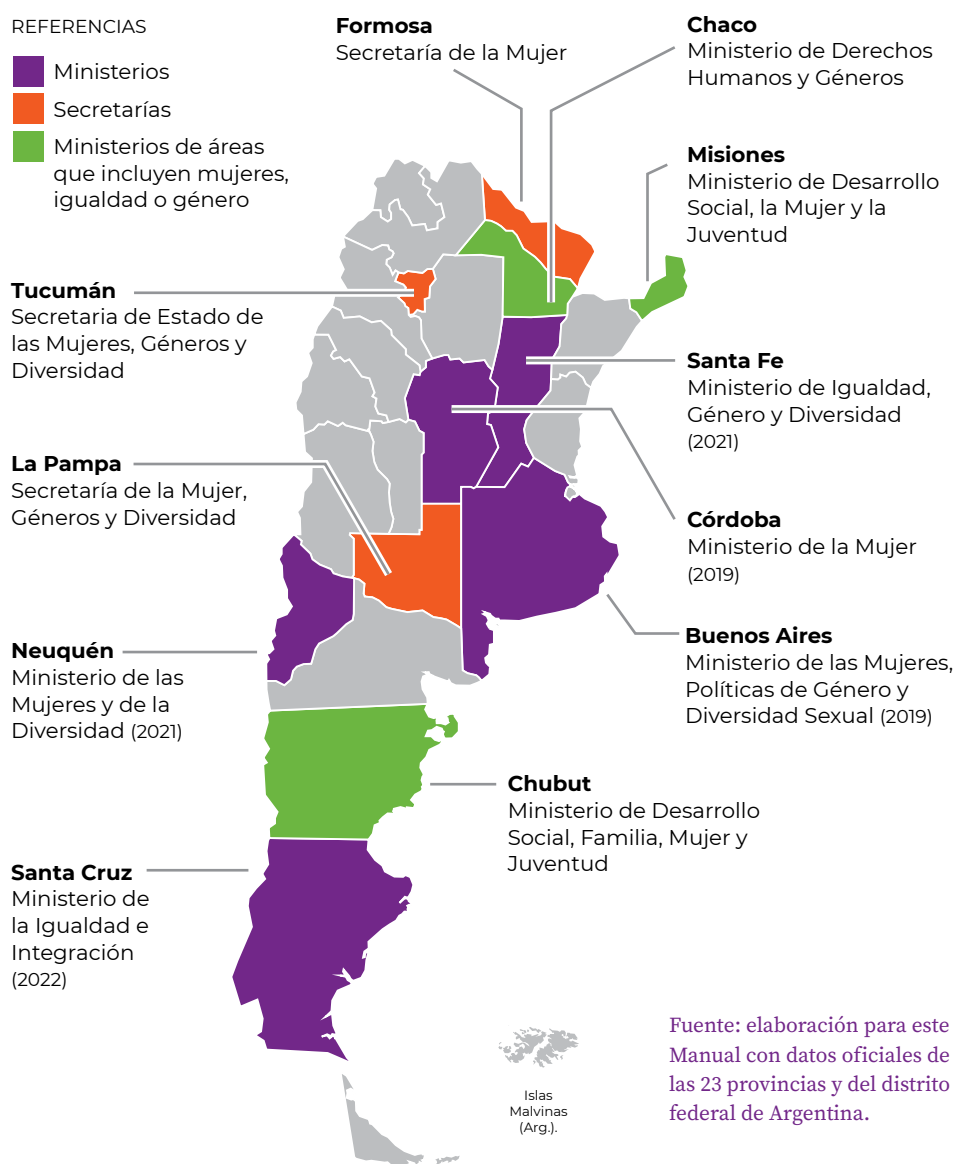 REFERENCIAS
Ministerios
Secretarías
Ministerios de áreas
que incluyen mujeres,
igualdad o género
Formosa
Secretaría de la Mujer
Chaco
Ministerio de Derechos
Humanos y Géneros
Misiones
Ministerio de Desarrollo
Social, la Mujer y la
Juventud
Tucumán
Secretaria de Estado de
las Mujeres, Géneros y
Diversidad
Santa Fe
Ministerio de Igualdad,
Género y Diversidad
(2021)
La Pampa
Secretaría de la Mujer,
Géneros y Diversidad
Córdoba
Ministerio de la Mujer
(2019)
Neuquén
Ministerio de las
Mujeres y de la
Diversidad (2021)
Buenos Aires
Ministerio de las Mujeres,
Políticas de Género y
Diversidad Sexual (2019)
Chubut
Ministerio de Desarrollo
Social, Familia, Mujer y
Juventud
Santa Cruz
Ministerio de
la Igualdad e
Integración
(2022)
Islas
Malvinas
(Arg.).
Fuente: elaboración para este
Manual con datos oficiales de
las 23 provincias y del distrito
federal de Argentina.